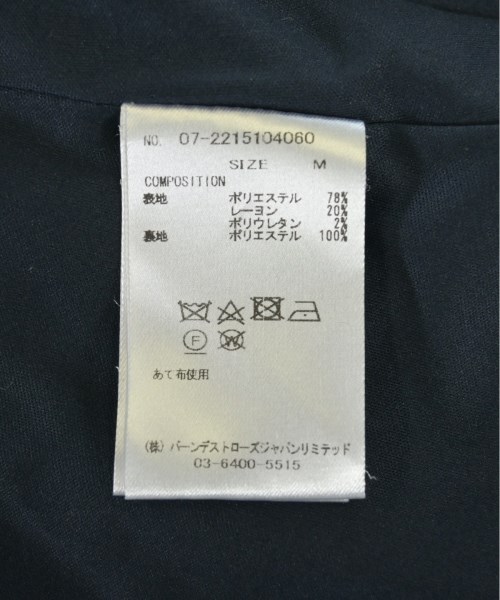 NO. 07-2215104060
SIZE M
COMPOSITION
表地 ポリエステル 78%
レーヨン 20%
ポリウレタン 2%
裏地 ポリエステル 100%
F W
あて布使用
(株) バーンデストローズジャパンリミテッド
03-6400-5515